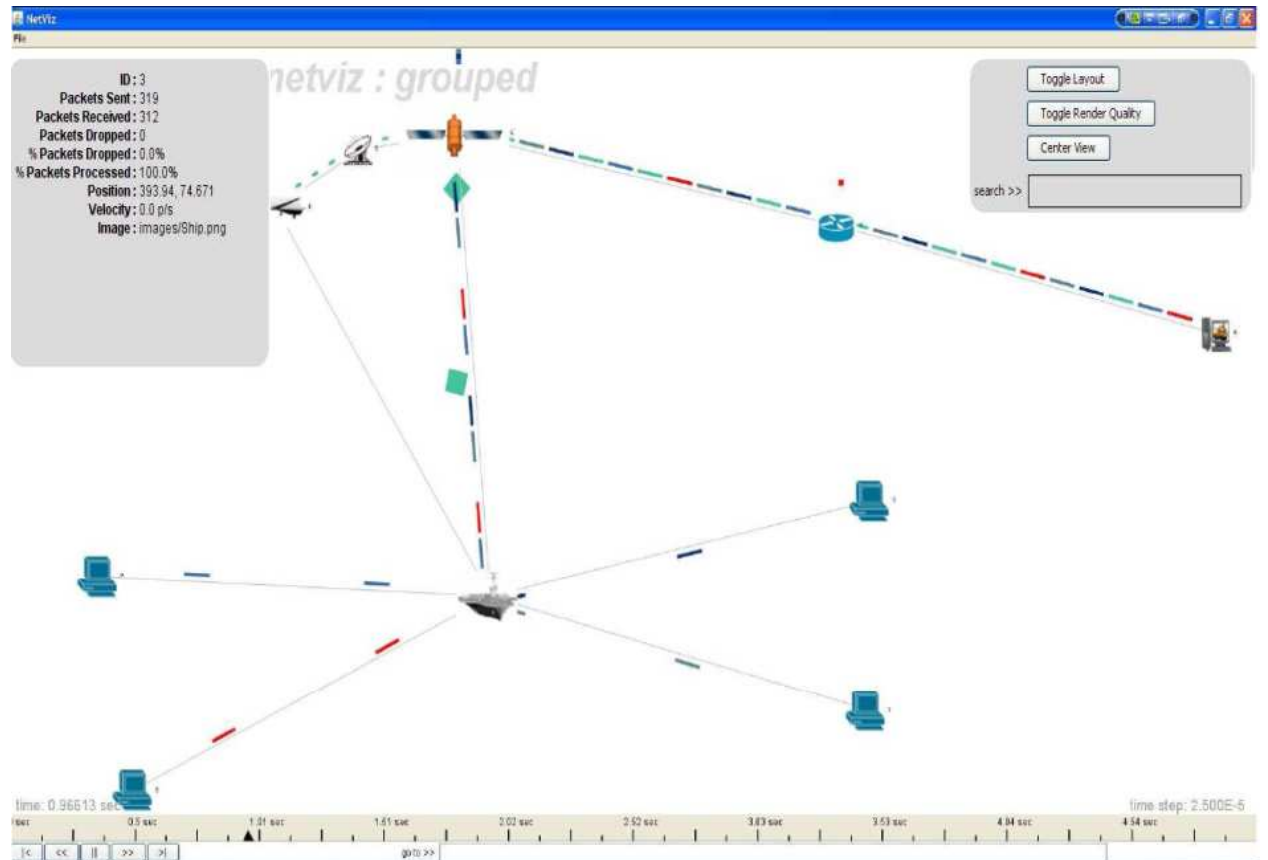 NetViz
File
netviz : grouped
ID : 3
Packets Sent : 319
Packets Received : 312
Packets Dropped : 0
% Packets Dropped : 0.0%
% Packets Processed : 100.0%
Position : 393.94, 74.671
Velocity : 0.0 p/s
Image : images/Ship.png
Toggle Layout
Toggle Render Quality
Center View
search >>
time: 0.96613 sec
time step: 2.500E-5
sec 0.5 sec 1.01 sec 1.51 sec 2.02 sec 2.52 sec 3.03 sec 3.53 sec 4.04 sec 4.54 sec
|< << || >> >| go to >>